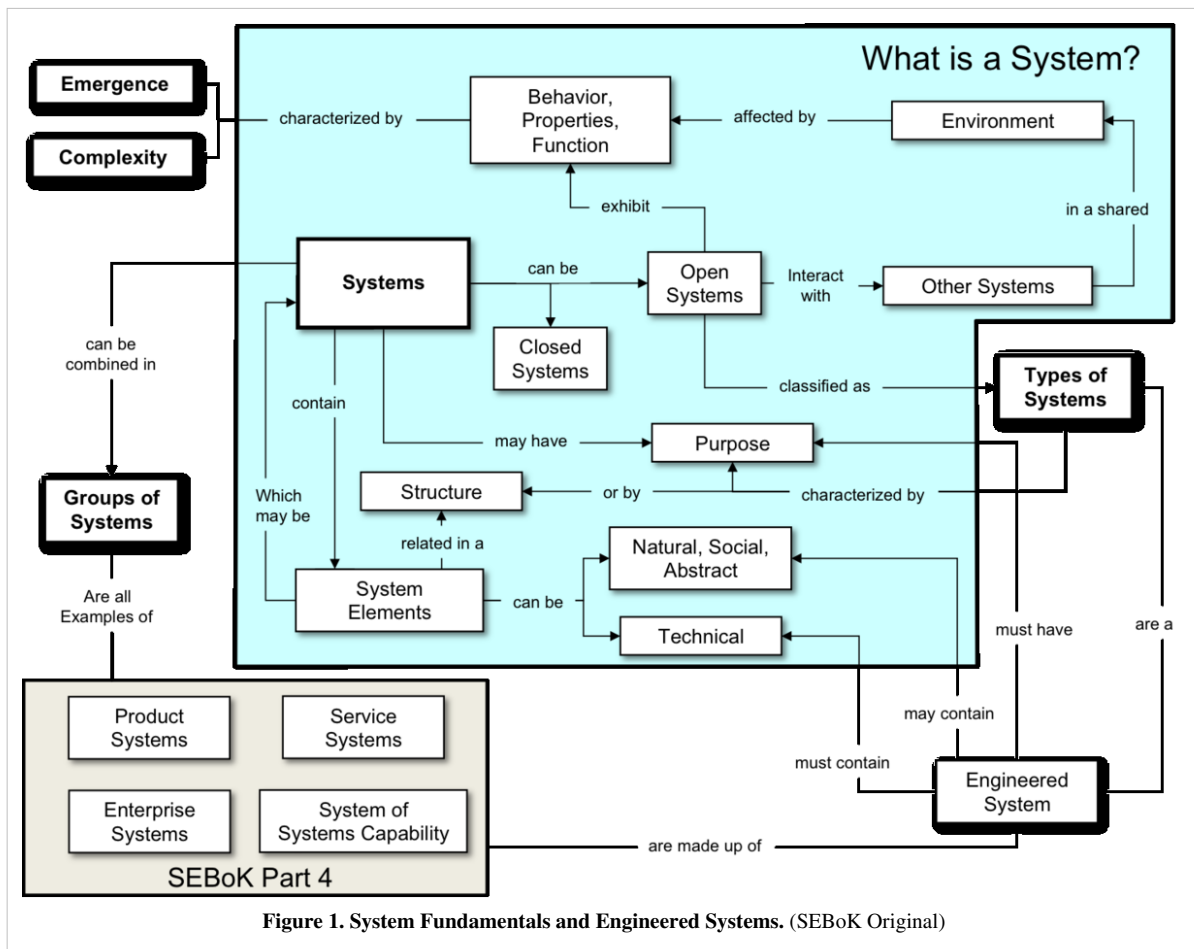 What is a System?
Emergence
Complexity
characterized by
Behavior,
Properties,
Function
affected by
Environment
exhibit
in a shared
Systems
can be
Open
Systems
Interact
with
Other Systems
Closed
Systems
can be
combined in
contain
classified as
Types of
Systems
may have
Purpose
Groups of
Systems
Which
may be
Structure
or by
characterized by
related in a
Natural, Social,
Abstract
Are all
Examples of
System
Elements
can be
Technical
must have
are a
Product
Systems
Service
Systems
may contain
must contain
Engineered
System
Enterprise
Systems
System of
Systems Capability
are made up of
SEBoK Part 4
Figure 1. System Fundamentals and Engineered Systems. (SEBoK Original)